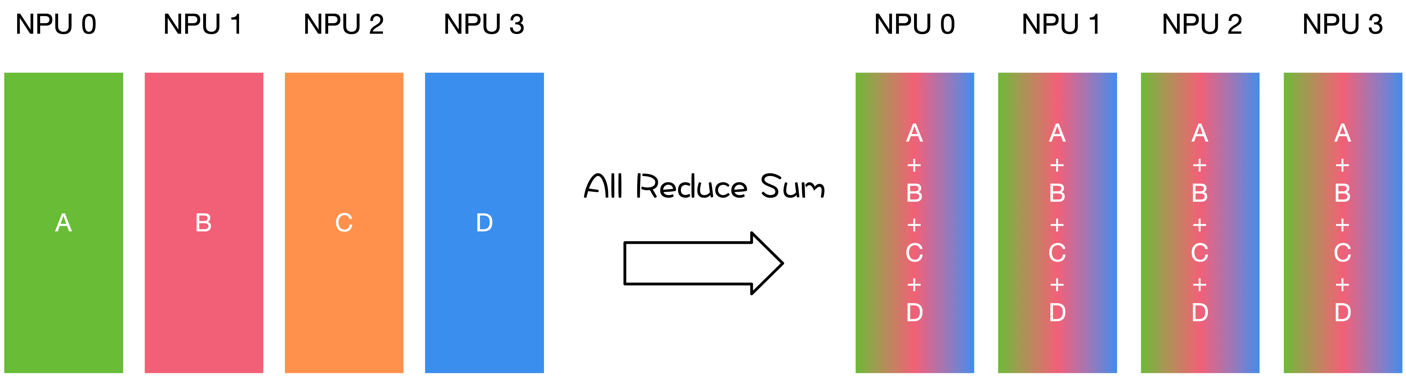 NPU 0 NPU 1 NPU 2 NPU 3 NPU 0 NPU 1 NPU 2 NPU 3
A B C D
All Reduce Sum
A
+
B
+
C
+
D
A
+
B
+
C
+
D
A
+
B
+
C
+
D
A
+
B
+
C
+
D